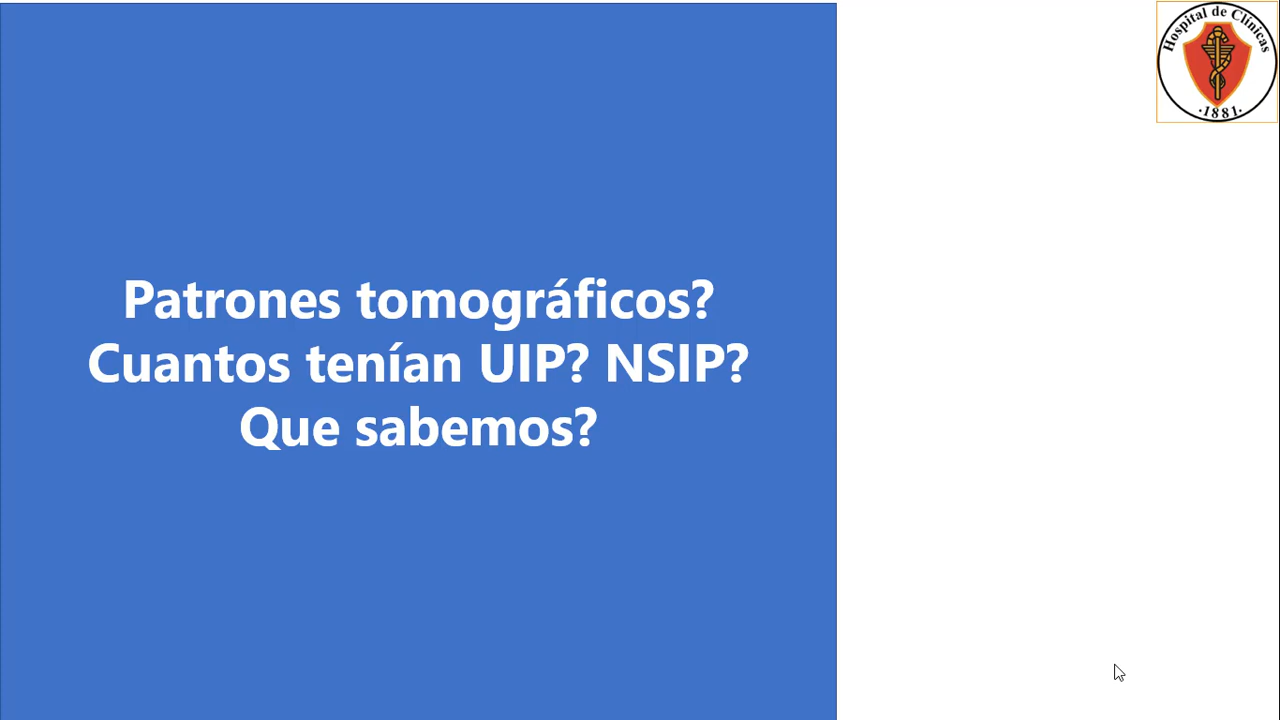 Hospital de Clínicas
·1881·
Patrones tomográficos?
Cuantos tenían UIP? NSIP?
Que sabemos?